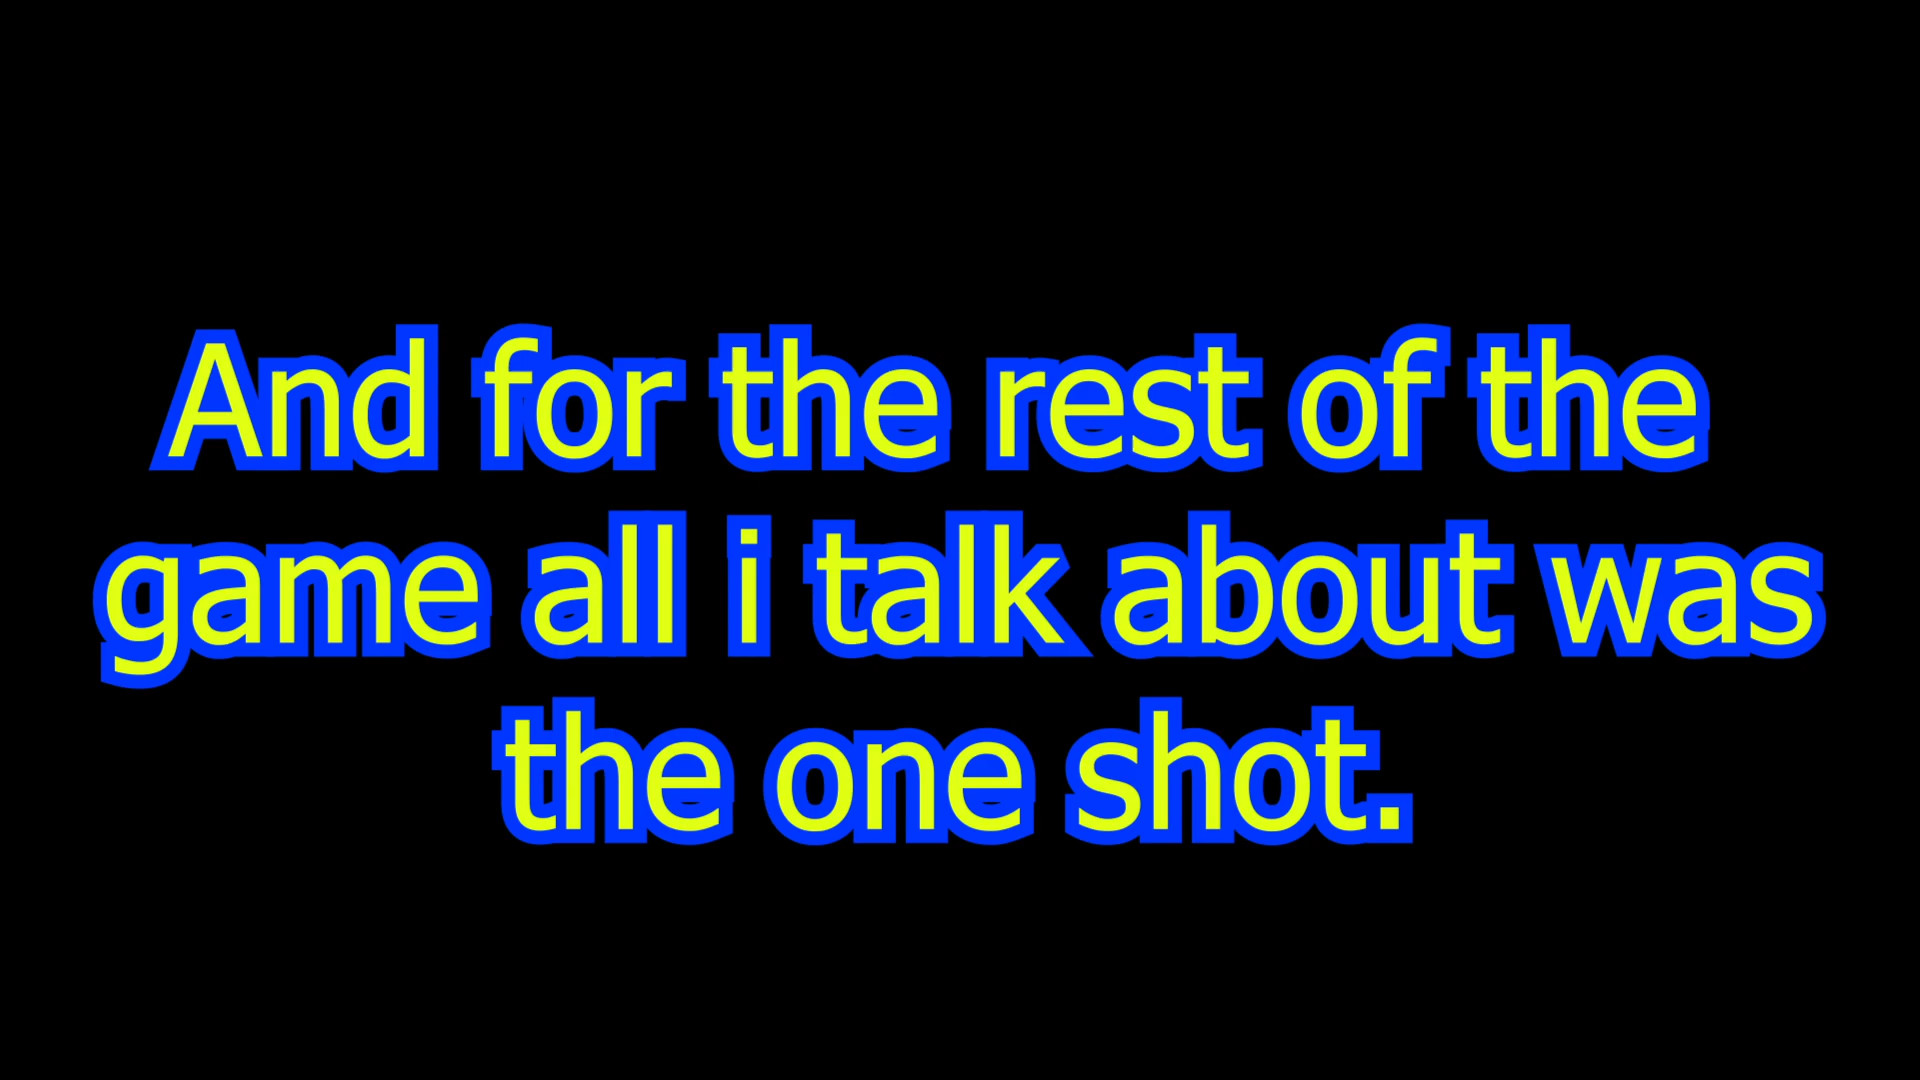 And for the rest of the
game all i talk about was
the one shot.